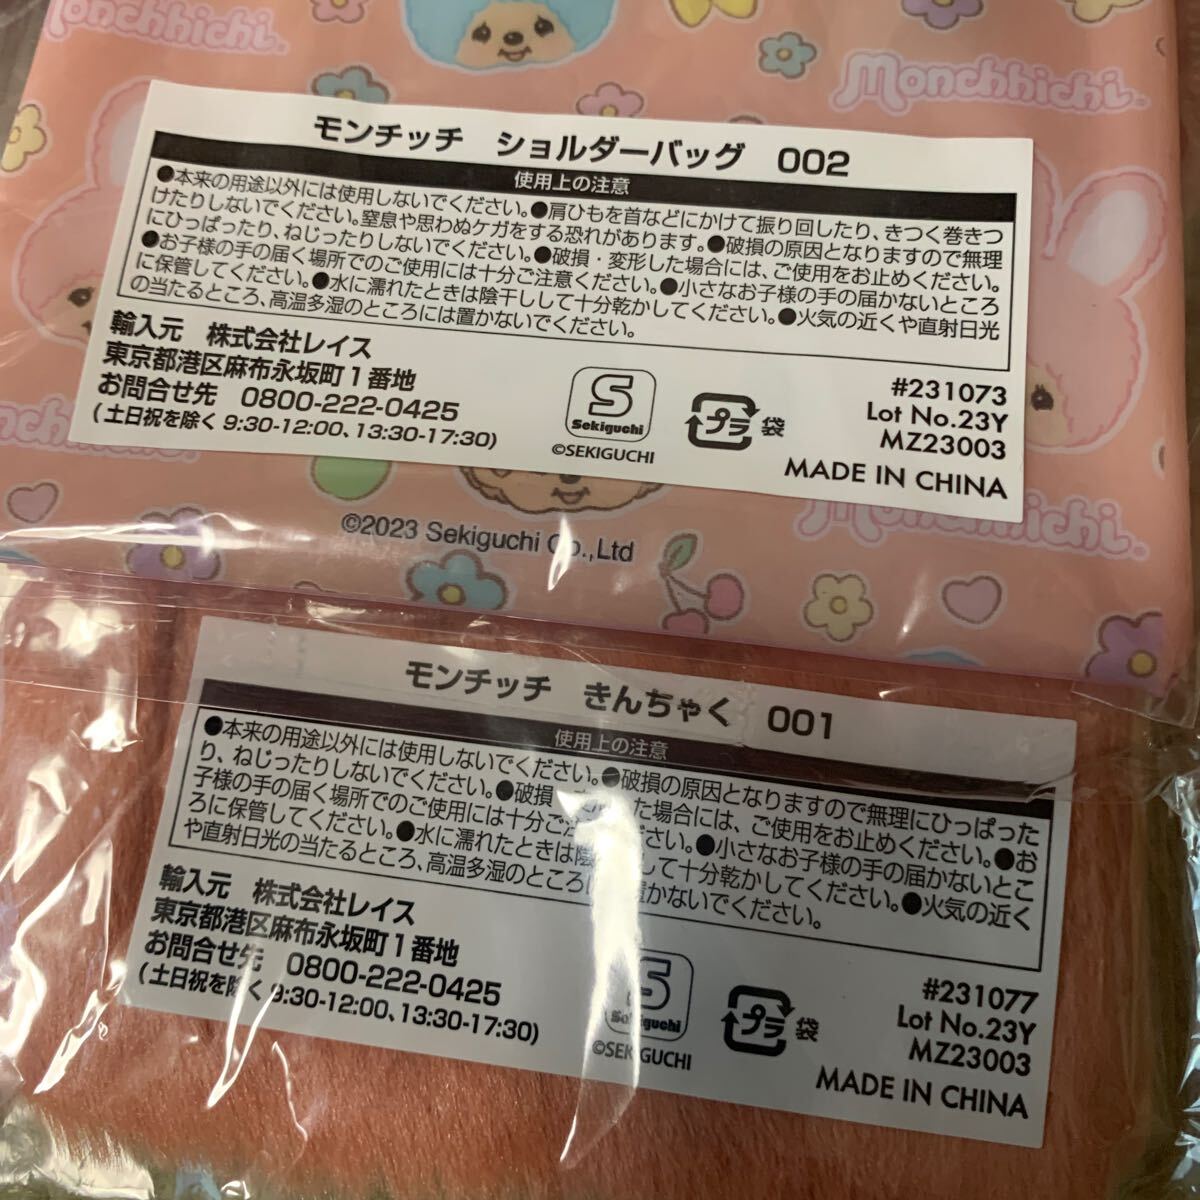 Monchhichi
Monchhichi
モンチッチ ショルダーバッグ 002
使用上の注意
●本来の用途以外には使用しないでください。●肩ひもを首などにかけて振り回したり、きつく巻きつ
けたりしないでください。窒息や思わぬケガをする恐れがあります。●破損の原因となりますので無理
にひっぱったり、ねじったりしないでください。●破損・変形した場合には、ご使用をお止めください。
●お子様の手の届く場所でのご使用には十分ご注意ください。●小さなお子様の手の届かないところ
に保管してください。●水に濡れたときは陰干しして十分乾かしてください。●火気の近くや直射日光
の当たるところ、高温多湿のところには置かないでください。
輸入元 株式会社レイス
東京都港区麻布永坂町1番地
お問合せ先 0800-222-0425
(土日祝を除く 9:30-12:00、13:30-17:30)
S
Sekiguchi
©SEKIGUCHI
プラ 袋
#231073
Lot No.23Y
MZ23003
MADE IN CHINA
Monchhichi
©2023 Sekiguchi Co.,Ltd
モンチッチ きんちゃく 001
使用上の注意
●本来の用途以外には使用しないでください。●破損の原因となりますので無理にひっぱった
り、ねじったりしないでください。●破損・ した場合には、ご使用をお止めください。●お
子様の手の届く場所でのご使用には十分ご ください。●小さなお子様の手の届かないとこ
ろに保管してください。●水に濡れたときは陰 して十分乾かしてください。●火気の近く
や直射日光の当たるところ、高温多湿のところに 置かないでください。
輸入元 株式会社レイス
東京都港区麻布永坂町1番地
お問合せ先 0800-222-0425
(土日祝を除く 9:30-12:00、13:30-17:30)
S
Sekiguchi
©SEKIGUCHI
プラ 袋
#231077
Lot No.23Y
MZ23003
MADE IN CHINA